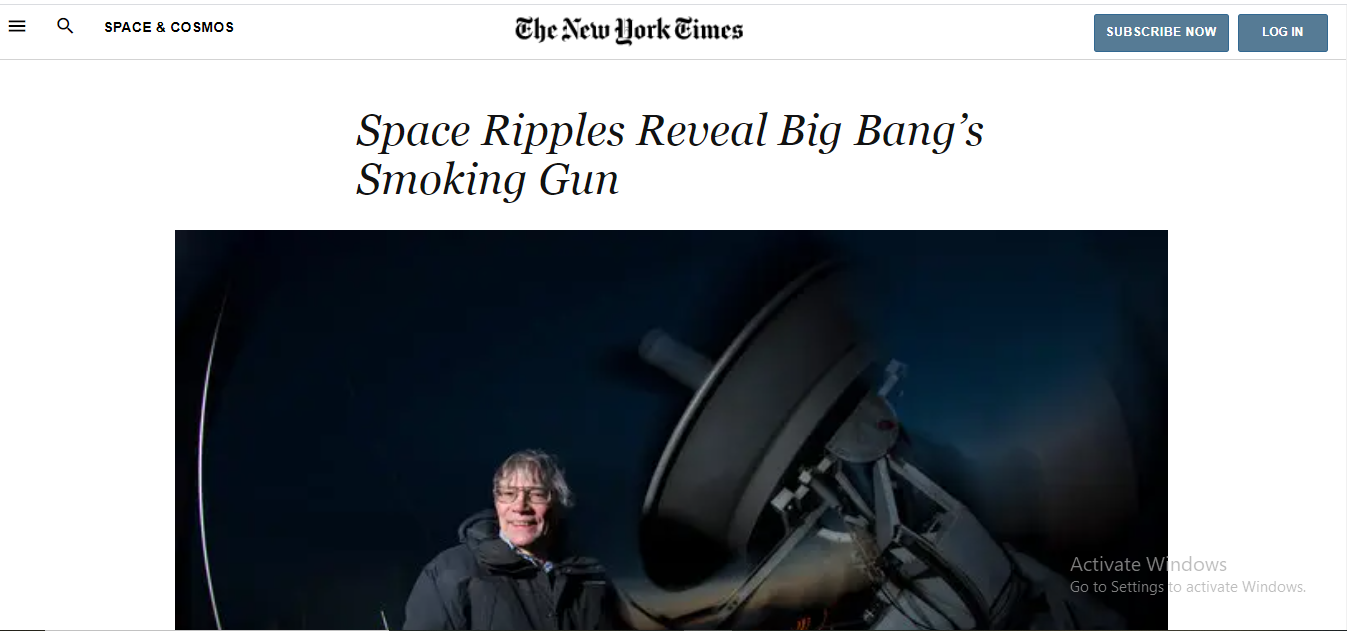 SPACE & COSMOS
The New York Times
SUBSCRIBE NOW
LOG IN
Space Ripples Reveal Big Bang’s
Smoking Gun
Activate Windows
Go to Settings to activate Windows.